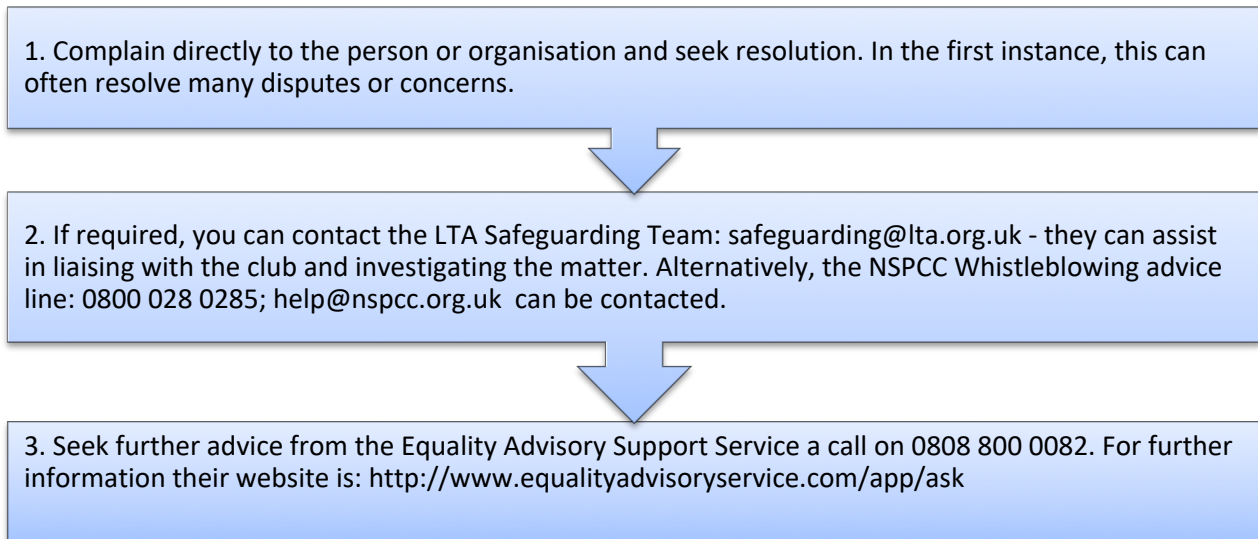 1. Complain directly to the person or organisation and seek resolution. In the first instance, this can
often resolve many disputes or concerns.
2. If required, you can contact the LTA Safeguarding Team: safeguarding@lta.org.uk - they can assist
in liaising with the club and investigating the matter. Alternatively, the NSPCC Whistleblowing advice
line: 0800 028 0285; help@nspcc.org.uk  can be contacted.
3. Seek further advice from the Equality Advisory Support Service a call on 0808 800 0082. For further
information their website is: http://www.equalityadvisoryservice.com/app/ask